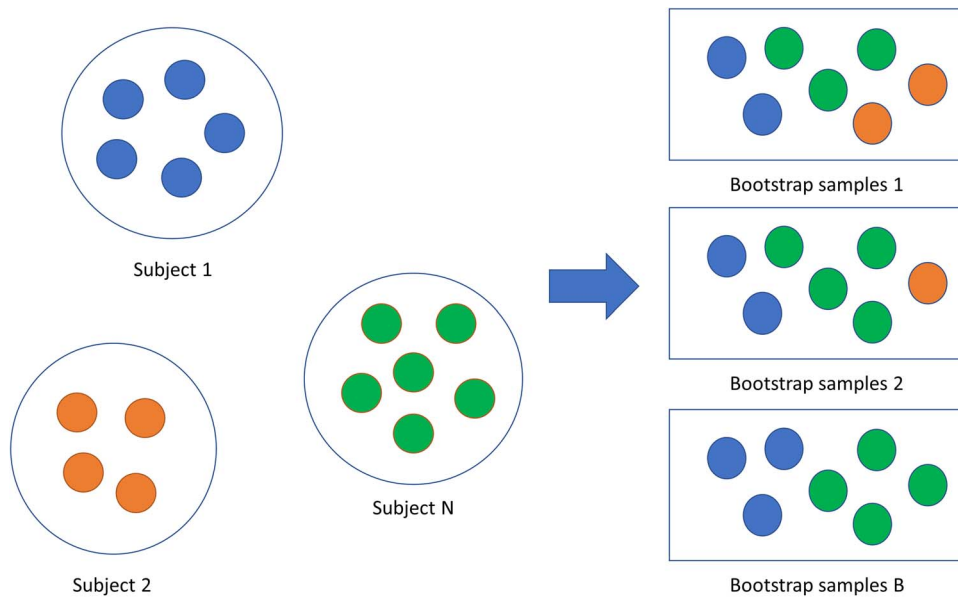 Subject 1
Subject 2
Subject N
Bootstrap samples 1
Bootstrap samples 2
Bootstrap samples B